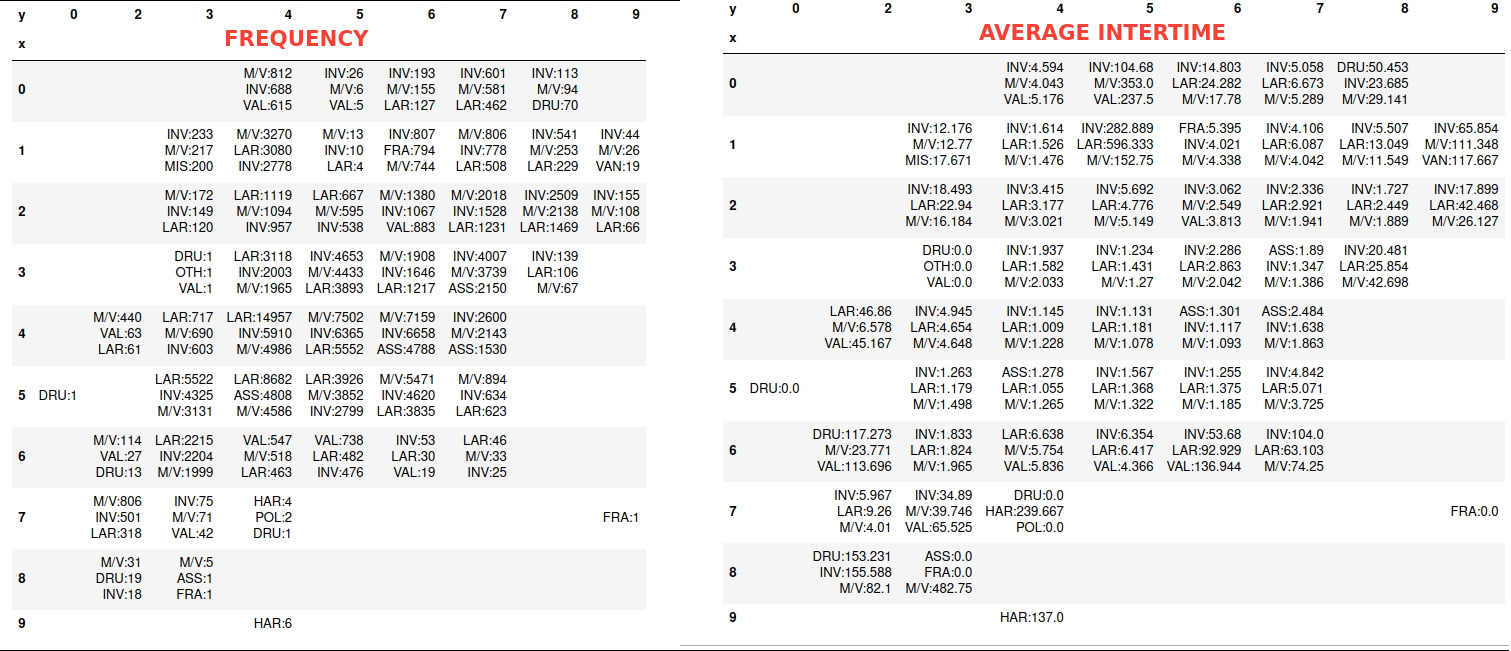 y 0 2 3 4 5 6 7 8 9
FREQUENCY
x
M/V:812 INV:26 INV:193 INV:601 INV:113
0 INV:688 M/V:6 M/V:155 M/V:581 M/V:94
VAL:615 VAL:5 LAR:127 LAR:462 DRU:70
INV:233 M/V:3270 M/V:13 INV:807 M/V:806 INV:541 INV:44
1 M/V:217 LAR:3080 INV:10 FRA:794 INV:778 M/V:253 M/V:26
MIS:200 INV:2778 LAR:4 M/V:744 LAR:508 LAR:229 VAN:19
M/V:172 LAR:1119 LAR:667 M/V:1380 M/V:2018 INV:2509 INV:155
2 INV:149 M/V:1094 M/V:595 INV:1067 INV:1528 M/V:2138 M/V:108
LAR:120 INV:957 INV:538 VAL:883 LAR:1231 LAR:1469 LAR:66
DRU:1 LAR:3118 INV:4653 M/V:1908 INV:4007 INV:139
3 OTH:1 INV:2003 M/V:4433 INV:1646 M/V:3739 LAR:106
VAL:1 M/V:1965 LAR:3893 LAR:1217 ASS:2150 M/V:67
M/V:440 LAR:717 LAR:14957 M/V:7502 M/V:7159 INV:2600
4 VAL:63 M/V:690 INV:5910 INV:6365 INV:6658 M/V:2143
LAR:61 INV:603 M/V:4986 LAR:5552 ASS:4788 ASS:1530
LAR:5522 LAR:8682 LAR:3926 M/V:5471 M/V:894
5 DRU:1 INV:4325 ASS:4808 M/V:3852 INV:4620 INV:634
M/V:3131 M/V:4586 INV:2799 LAR:3835 LAR:623
M/V:114 LAR:2215 VAL:547 VAL:738 INV:53 LAR:46
6 VAL:27 INV:2204 M/V:518 LAR:482 LAR:30 M/V:33
DRU:13 M/V:1999 LAR:463 INV:476 VAL:19 INV:25
M/V:806 INV:75 HAR:4
7 INV:501 M/V:71 POL:2 FRA:1
LAR:318 VAL:42 DRU:1
M/V:31 M/V:5
8 DRU:19 ASS:1
INV:18 FRA:1
9 HAR:6
y 0 2 3 4 5 6 7 8 9
AVERAGE INTERTIME
x
INV:4.594 INV:104.68 INV:14.803 INV:5.058 DRU:50.453
0 M/V:4.043 M/V:353.0 LAR:24.282 LAR:6.673 INV:23.685
VAL:5.176 VAL:237.5 M/V:17.78 M/V:5.289 M/V:29.141
INV:12.176 INV:1.614 INV:282.889 FRA:5.395 INV:4.106 INV:5.507 INV:65.854
1 M/V:12.77 LAR:1.526 LAR:596.333 INV:4.021 LAR:6.087 LAR:13.049 M/V:111.348
MIS:17.671 M/V:1.476 M/V:152.75 M/V:4.338 M/V:4.042 M/V:11.549 VAN:117.667
INV:18.493 INV:3.415 INV:5.692 INV:3.062 INV:2.336 INV:1.727 INV:17.899
2 LAR:22.94 LAR:3.177 LAR:4.776 M/V:2.549 LAR:2.921 LAR:2.449 LAR:42.468
M/V:16.184 M/V:3.021 M/V:5.149 VAL:3.813 M/V:1.941 M/V:1.889 M/V:26.127
DRU:0.0 INV:1.937 INV:1.234 INV:2.286 ASS:1.89 INV:20.481
3 OTH:0.0 LAR:1.582 LAR:1.431 LAR:2.863 INV:1.347 LAR:25.854
VAL:0.0 M/V:2.033 M/V:1.27 M/V:2.042 M/V:1.386 M/V:42.698
LAR:46.86 INV:4.945 INV:1.145 INV:1.131 ASS:1.301 ASS:2.484
4 M/V:6.578 LAR:4.654 LAR:1.009 LAR:1.181 INV:1.117 INV:1.638
VAL:45.167 M/V:4.648 M/V:1.228 M/V:1.078 M/V:1.093 M/V:1.863
INV:1.263 ASS:1.278 INV:1.567 INV:1.255 INV:4.842
5 DRU:0.0 LAR:1.179 LAR:1.055 LAR:1.368 LAR:1.375 LAR:5.071
M/V:1.498 M/V:1.265 M/V:1.322 M/V:1.185 M/V:3.725
DRU:117.273 INV:1.833 LAR:6.638 INV:6.354 INV:53.68 INV:104.0
6 M/V:23.771 LAR:1.824 M/V:5.754 LAR:6.417 LAR:92.929 LAR:63.103
VAL:113.696 M/V:1.965 VAL:5.836 VAL:4.366 VAL:136.944 M/V:74.25
INV:5.967 INV:34.89 DRU:0.0
7 LAR:9.26 M/V:39.746 HAR:239.667 FRA:0.0
M/V:4.01 VAL:65.525 POL:0.0
DRU:153.231 ASS:0.0
8 INV:155.588 FRA:0.0
M/V:82.1 M/V:482.75
9 HAR:137.0